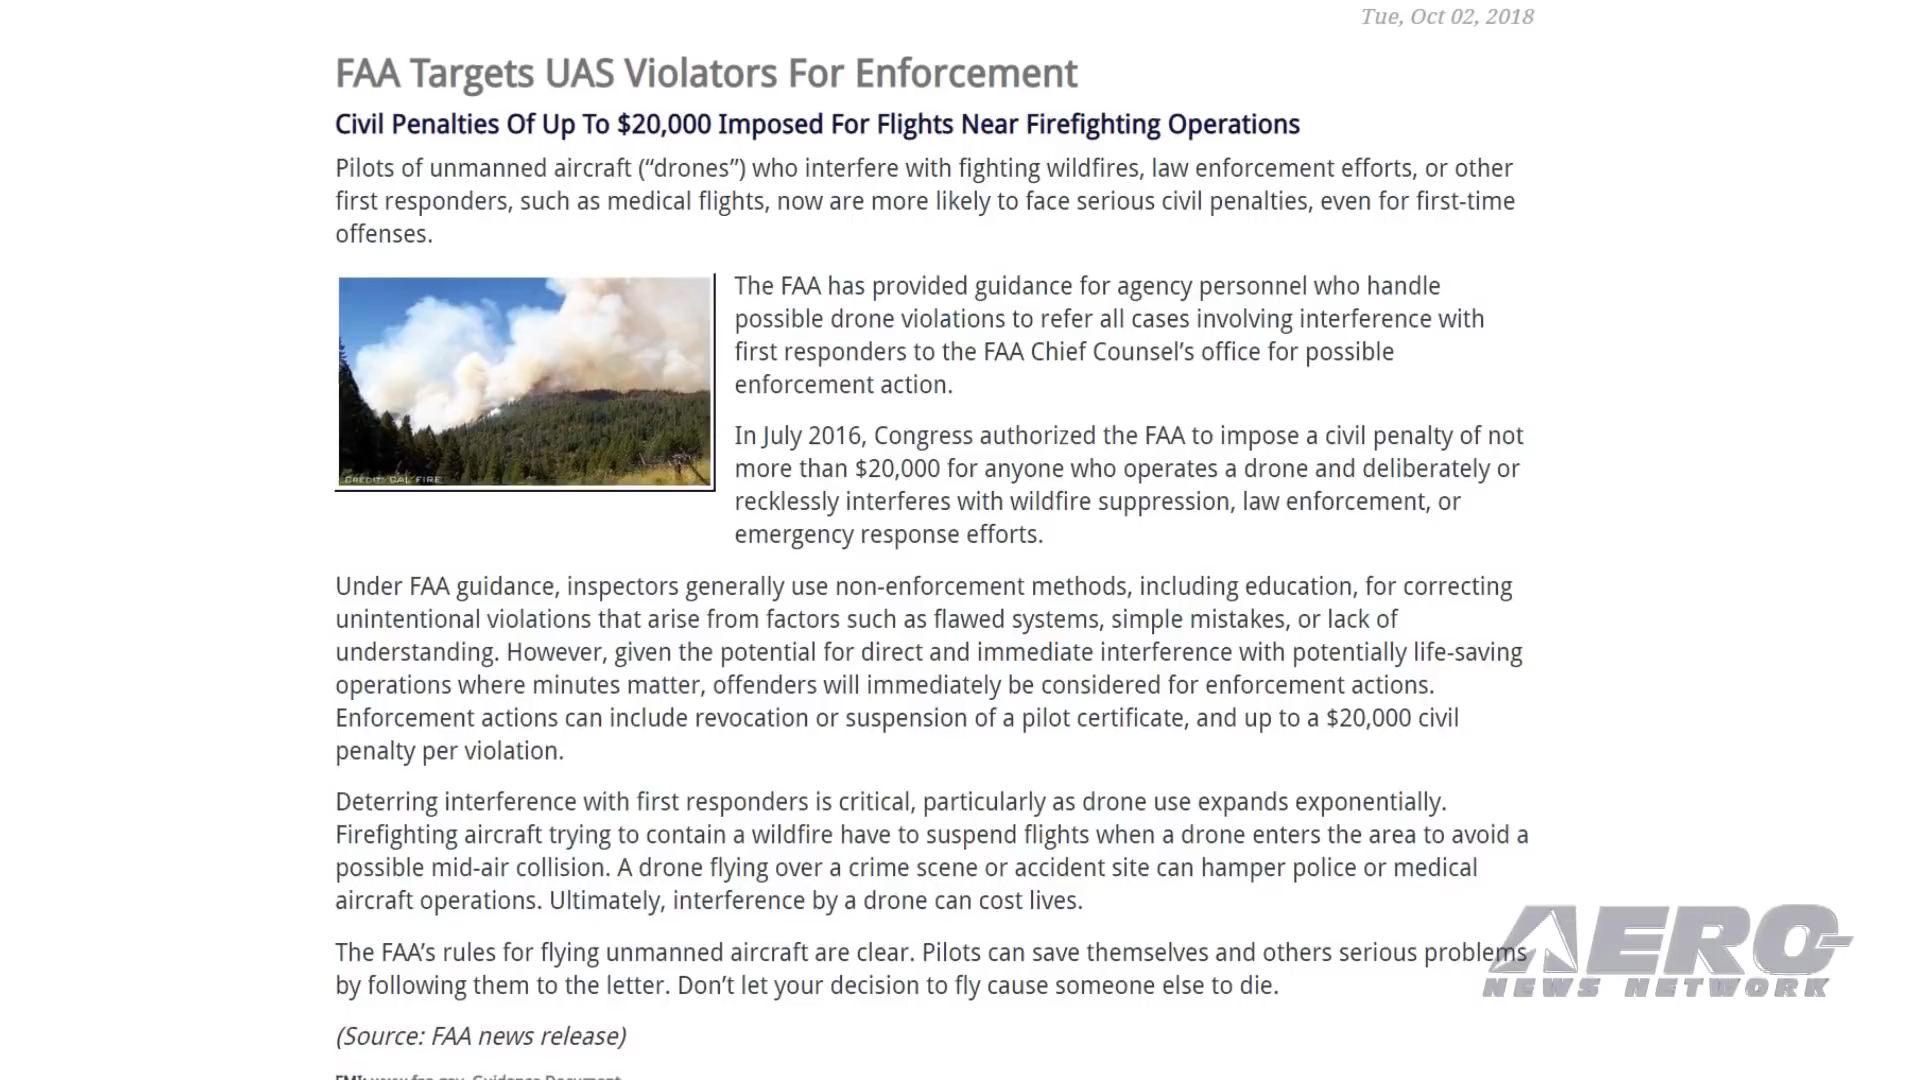 Tue, Oct 02, 2018
FAA Targets UAS Violators For Enforcement
Civil Penalties Of Up To $20,000 Imposed For Flights Near Firefighting Operations
Pilots of unmanned aircraft (“drones”) who interfere with fighting wildfires, law enforcement efforts, or other
first responders, such as medical flights, now are more likely to face serious civil penalties, even for first-time
offenses.
The FAA has provided guidance for agency personnel who handle
possible drone violations to refer all cases involving interference with
first responders to the FAA Chief Counsel’s office for possible
enforcement action.
CREDIT: CAL FIRE
In July 2016, Congress authorized the FAA to impose a civil penalty of not
more than $20,000 for anyone who operates a drone and deliberately or
recklessly interferes with wildfire suppression, law enforcement, or
emergency response efforts.
Under FAA guidance, inspectors generally use non-enforcement methods, including education, for correcting
unintentional violations that arise from factors such as flawed systems, simple mistakes, or lack of
understanding. However, given the potential for direct and immediate interference with potentially life-saving
operations where minutes matter, offenders will immediately be considered for enforcement actions.
Enforcement actions can include revocation or suspension of a pilot certificate, and up to a $20,000 civil
penalty per violation.
Deterring interference with first responders is critical, particularly as drone use expands exponentially.
Firefighting aircraft trying to contain a wildfire have to suspend flights when a drone enters the area to avoid a
possible mid-air collision. A drone flying over a crime scene or accident site can hamper police or medical
aircraft operations. Ultimately, interference by a drone can cost lives.
The FAA’s rules for flying unmanned aircraft are clear. Pilots can save themselves and others serious problems
by following them to the letter. Don’t let your decision to fly cause someone else to die.
AERO-
NEWS NETWORK
(Source: FAA news release)
FMI: www.faa.gov, Guidance Document